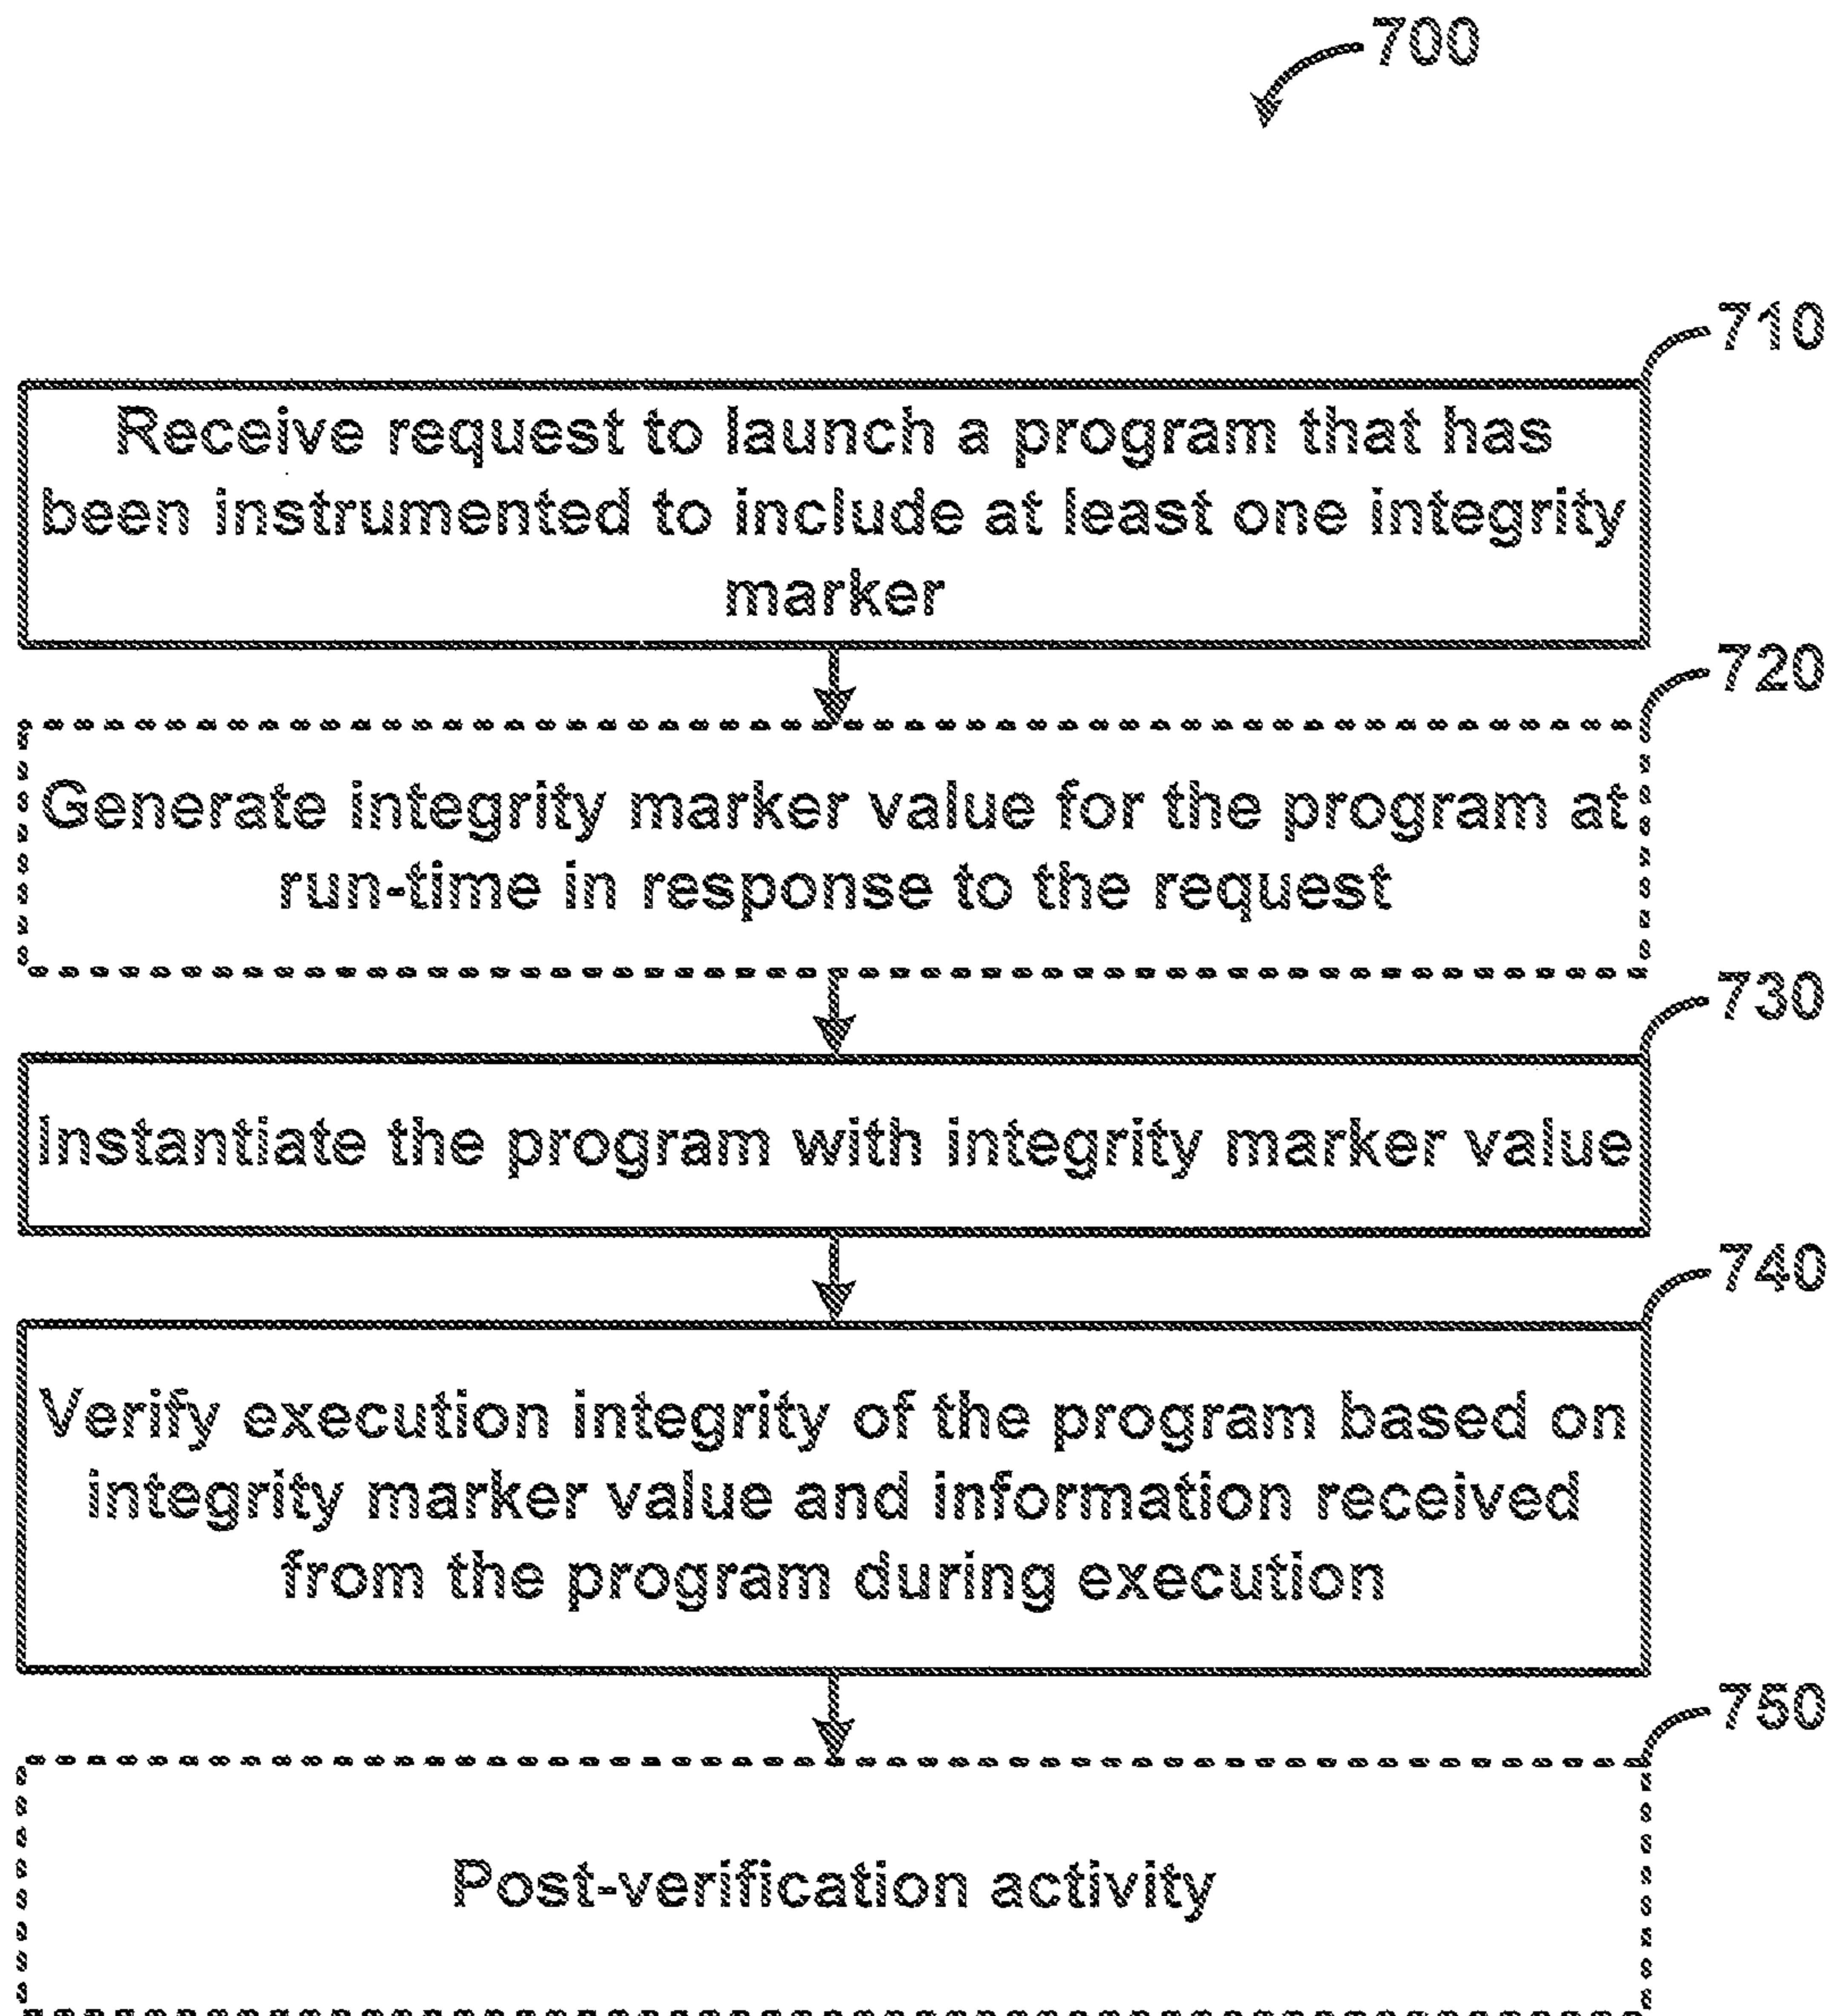 700
710
Receive request to launch a program that has
been instrumented to include at least one integrity
marker
720
Generate integrity marker value for the program at
run-time in response to the request
730
Instantiate the program with integrity marker value
740
Verify execution integrity of the program based on
integrity marker value and information received
from the program during execution
750
Post-verification activity